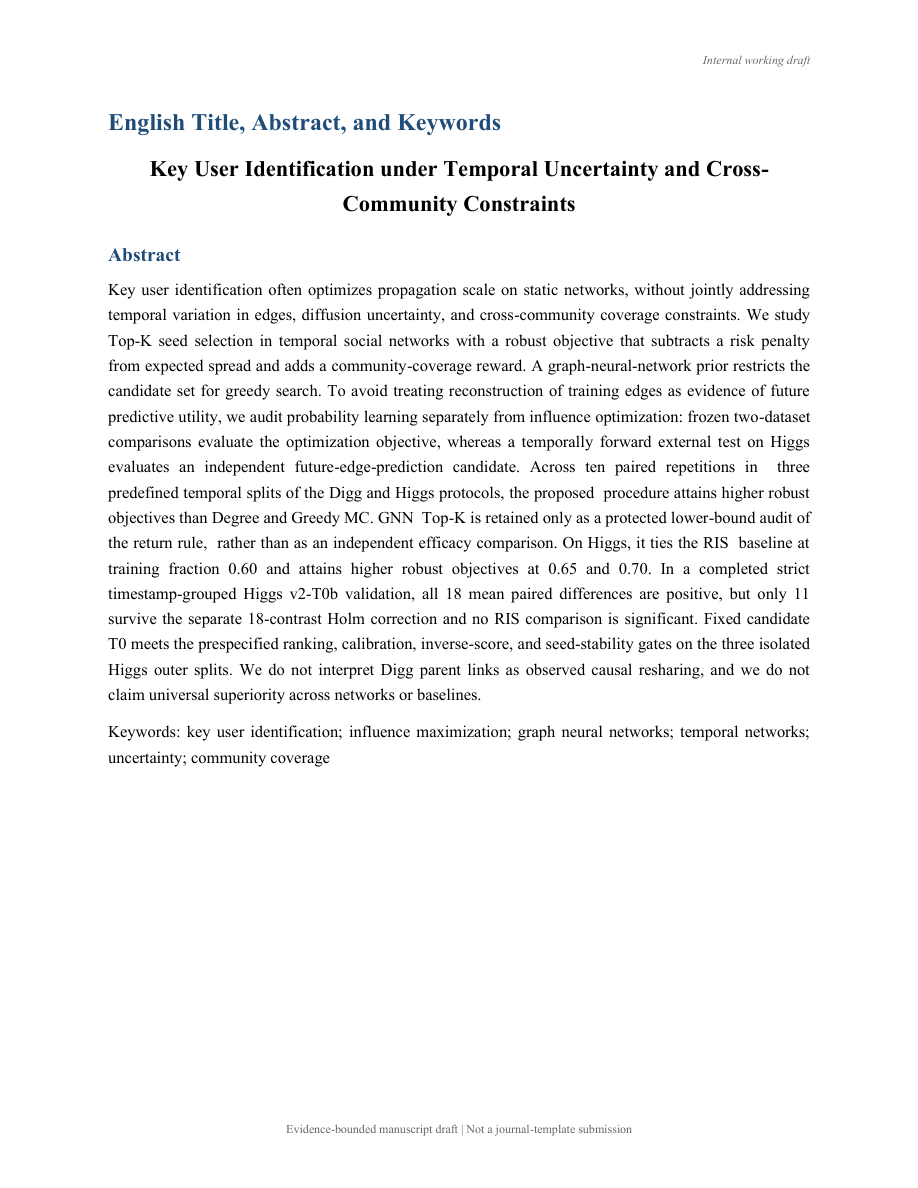 Internal working draft
English Title, Abstract, and Keywords
Key User Identification under Temporal Uncertainty and Cross-
Community Constraints
Abstract
Key user identification often optimizes propagation scale on static networks, without jointly addressing
temporal variation in edges, diffusion uncertainty, and cross-community coverage constraints. We study
Top-K seed selection in temporal social networks with a robust objective that subtracts a risk penalty
from expected spread and adds a community-coverage reward. A graph-neural-network prior restricts the
candidate set for greedy search. To avoid treating reconstruction of training edges as evidence of future
predictive utility, we audit probability learning separately from influence optimization: frozen two-dataset
comparisons evaluate the optimization objective, whereas a temporally forward external test on Higgs
evaluates an independent future-edge-prediction candidate. Across ten paired repetitions in three
predefined temporal splits of the Digg and Higgs protocols, the proposed procedure attains higher robust
objectives than Degree and Greedy MC. GNN Top-K is retained only as a protected lower-bound audit of
the return rule, rather than as an independent efficacy comparison. On Higgs, it ties the RIS baseline at
training fraction 0.60 and attains higher robust objectives at 0.65 and 0.70. In a completed strict
timestamp-grouped Higgs v2-T0b validation, all 18 mean paired differences are positive, but only 11
survive the separate 18-contrast Holm correction and no RIS comparison is significant. Fixed candidate
T0 meets the prespecified ranking, calibration, inverse-score, and seed-stability gates on the three isolated
Higgs outer splits. We do not interpret Digg parent links as observed causal resharing, and we do not
claim universal superiority across networks or baselines.
Keywords: key user identification; influence maximization; graph neural networks; temporal networks;
uncertainty; community coverage
Evidence-bounded manuscript draft | Not a journal-template submission